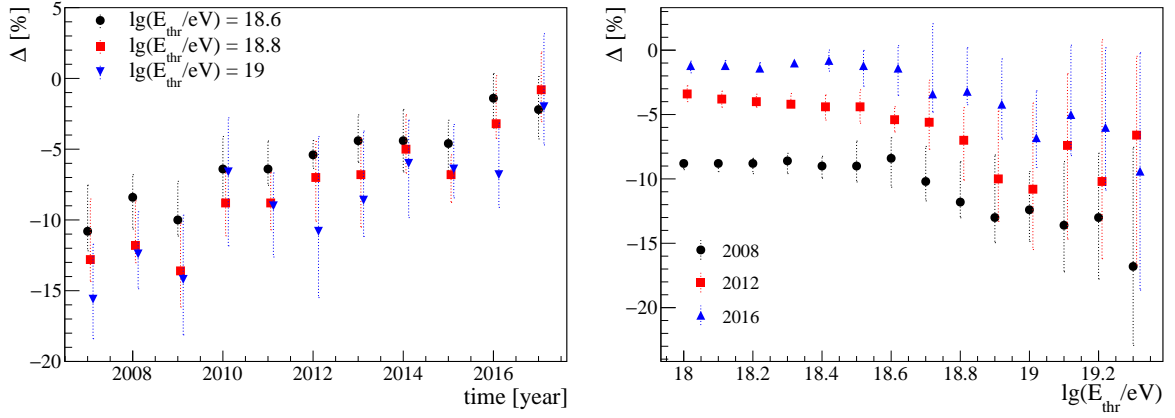 Δ [%]
5
0
−5
−10
−15
−20
lg(E_thr/eV) = 18.6
lg(E_thr/eV) = 18.8
lg(E_thr/eV) = 19
2008 2010 2012 2014 2016
time [year]
Δ [%]
0
−5
−10
−15
−20
2008
2012
2016
18 18.2 18.4 18.6 18.8 19 19.2
lg(E_thr/eV)